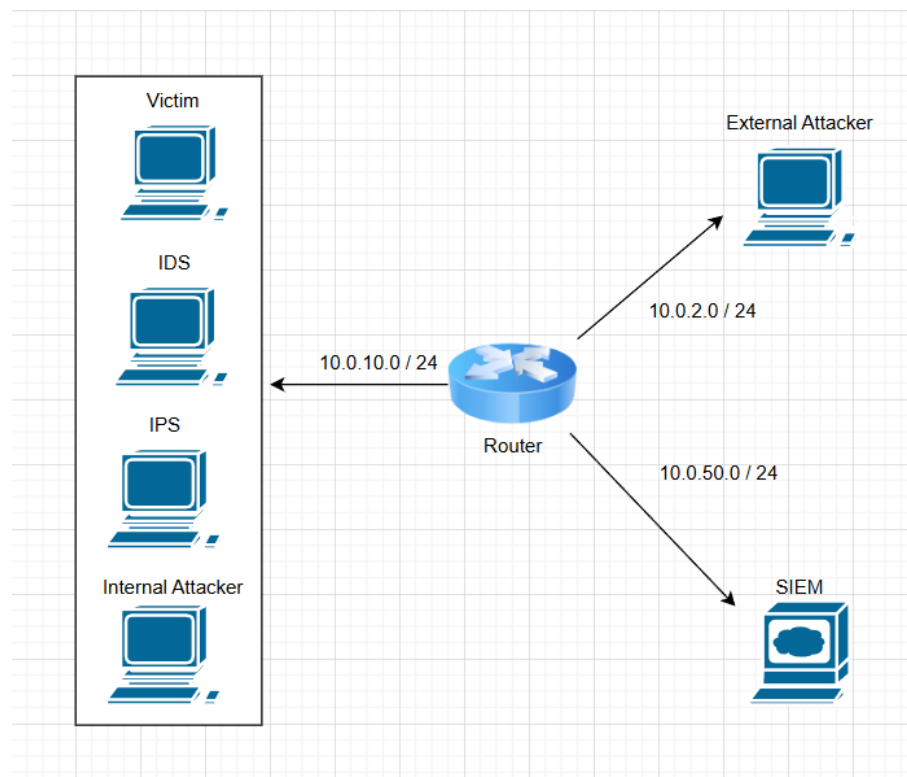 Victim
External Attacker
IDS
10.0.2.0 / 24
10.0.10.0 / 24
IPS
Router
10.0.50.0 / 24
Internal Attacker
SIEM